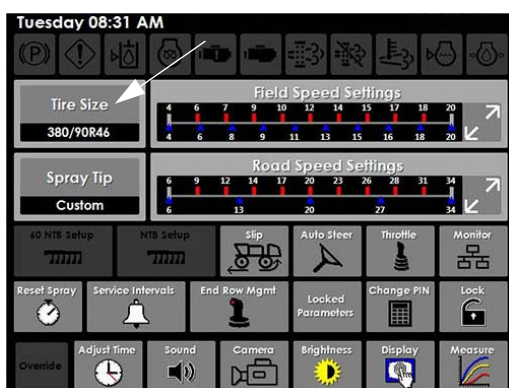 Tuesday 08:31 AM
(P)
Tire Size
380/90R46
Field Speed Settings
4 6 7 9 10 12 14 15 17 18 20
4 6 8 9 11 13 15 16 18 20
Spray Tip
Custom
Road Speed Settings
6 9 12 14 17 20 23 26 28 31 34
6 13 20 27 34
60 NTB Setup
NTB Setup
Slip
Auto Steer
Throttle
Monitor
Reset Spray
Service Intervals
End Row Mgmt
Locked
Parameters
Change PIN
Lock
Override
Adjust Time
Sound
Camera
Brightness
Display
Measure